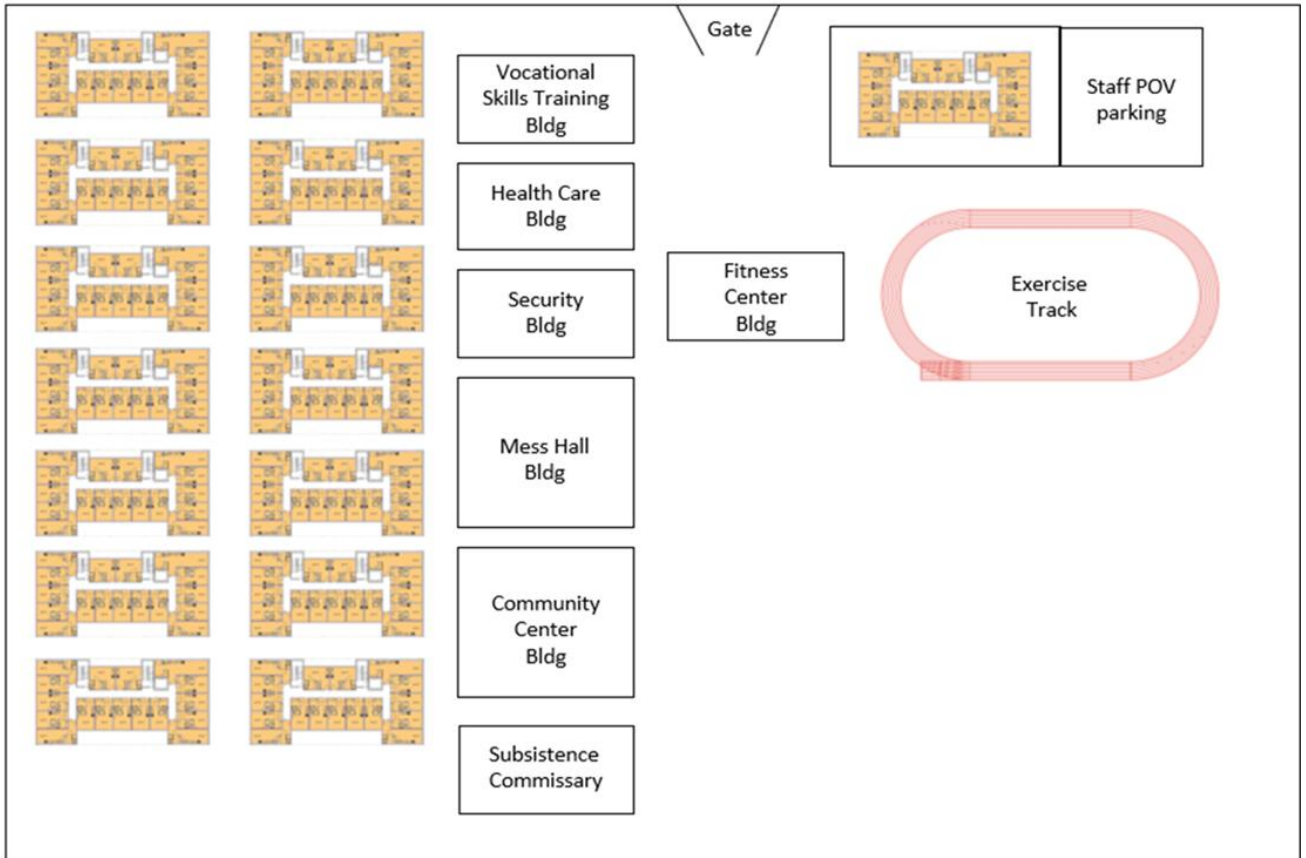 Gate
Vocational
Skills Training
Bldg
Staff POV
parking
Health Care
Bldg
Security
Bldg
Fitness
Center
Bldg
Exercise
Track
Mess Hall
Bldg
Community
Center
Bldg
Subsistence
Commissary